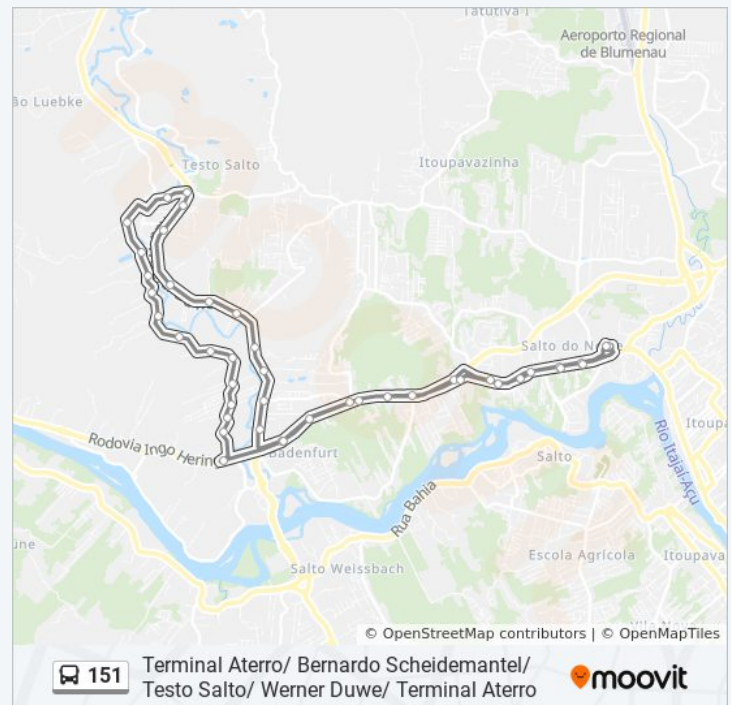 Tatutiva I
Aeroporto Regional
de Blumenau
ão Luebke
Testo Salto
Itoupavazinha
Salto do Norte
Rodovia Ingo Hering
Badenfurt
Itoupa
Rio Itajaí-Açu
Salto
Rua Bahia
une
Escola Agrícola
Itoupava
Salto Weissbach
© OpenStreetMap contributors | © OpenMapTiles
151
Terminal Aterro/ Bernardo Scheidemantel/
Testo Salto/ Werner Duwe/ Terminal Aterro
moovit